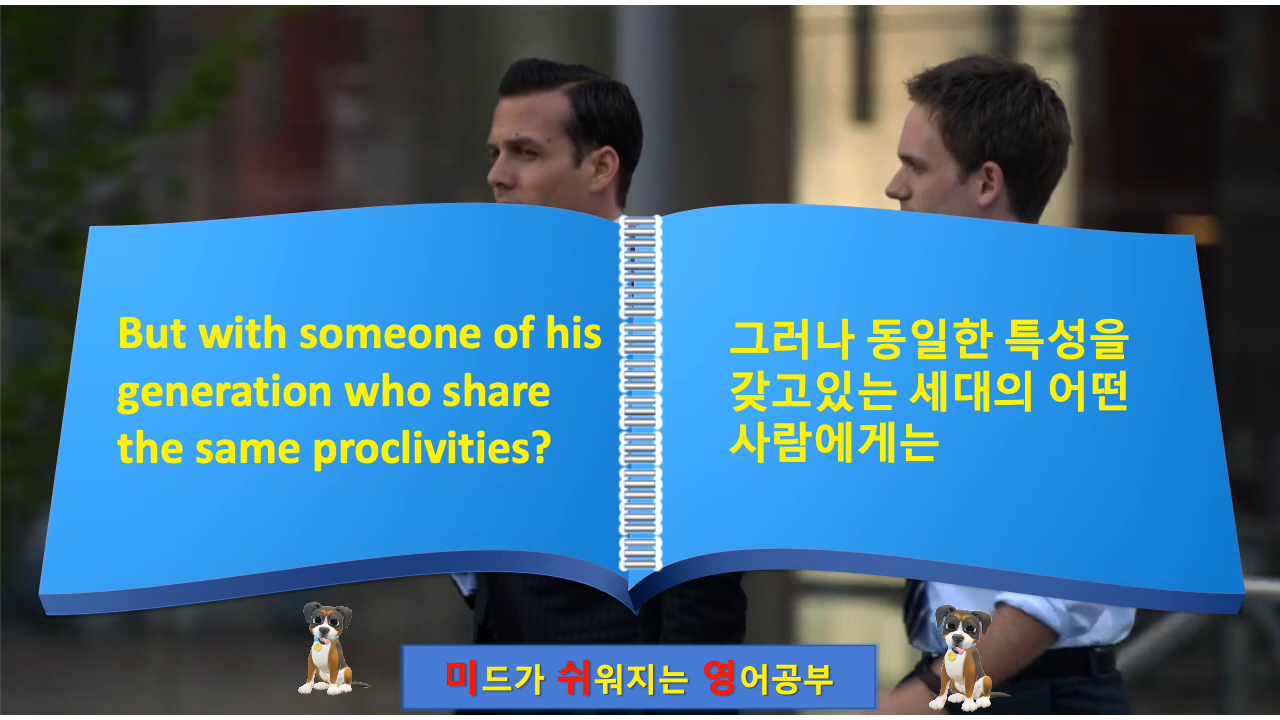 But with someone of his
generation who share
the same proclivities?
그러나 동일한 특성을
갖고있는 세대의 어떤
사람에게는
미드가 쉬워지는 영어공부